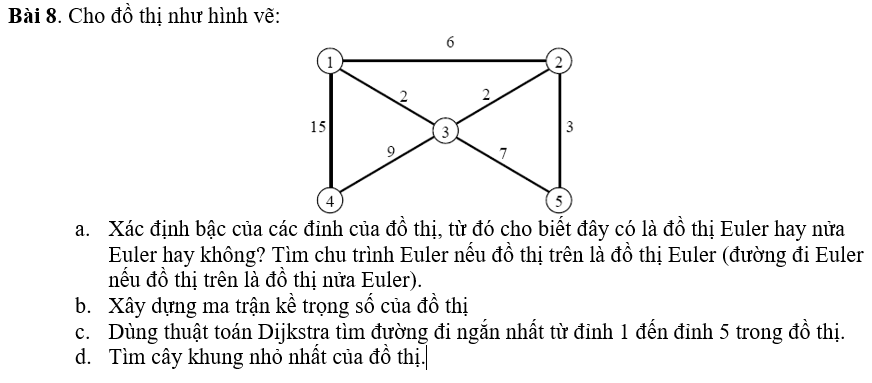 Bài 8. Cho đồ thị như hình vẽ:
6
1
2
2
2
15
3
3
9
7
4
5
a. Xác định bậc của các đỉnh của đồ thị, từ đó cho biết đây có là đồ thị Euler hay nửa
Euler hay không? Tìm chu trình Euler nếu đồ thị trên là đồ thị Euler (đường đi Euler
nếu đồ thị trên là đồ thị nửa Euler).
b. Xây dựng ma trận kề trọng số của đồ thị
c. Dùng thuật toán Dijkstra tìm đường đi ngắn nhất từ đỉnh 1 đến đỉnh 5 trong đồ thị.
d. Tìm cây khung nhỏ nhất của đồ thị.